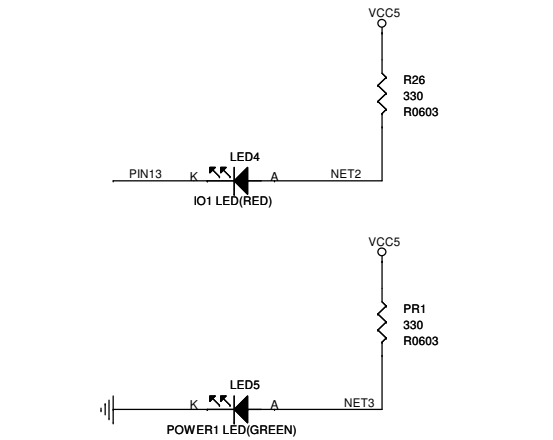 VCC5
R26
330
R0603
LED4
PIN13 K A NET2
IO1 LED(RED)
VCC5
PR1
330
R0603
LED5
K A NET3
POWER1 LED(GREEN)